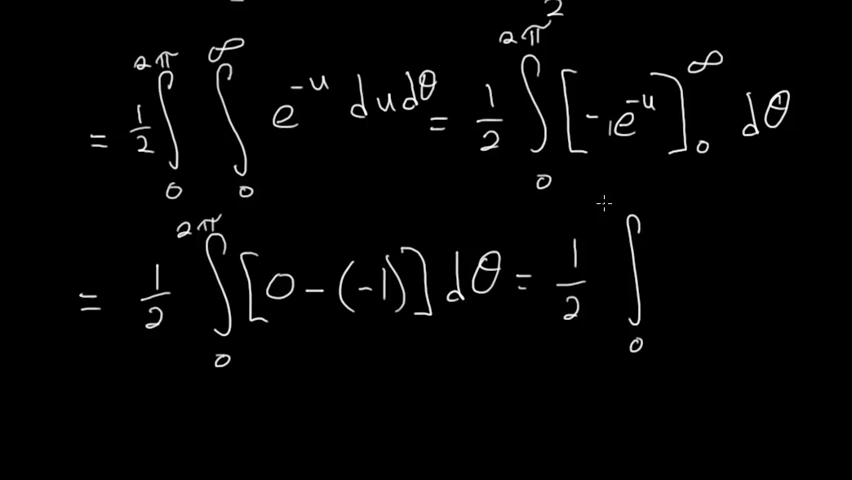 = 1/2 ∫₀^2π ∫₀^∞ e^-u du dθ = 1/2 ∫₀^2π [-1e^-u]₀^∞ dθ
= 1/2 ∫₀^2π [0 - (-1)] dθ = 1/2 ∫₀